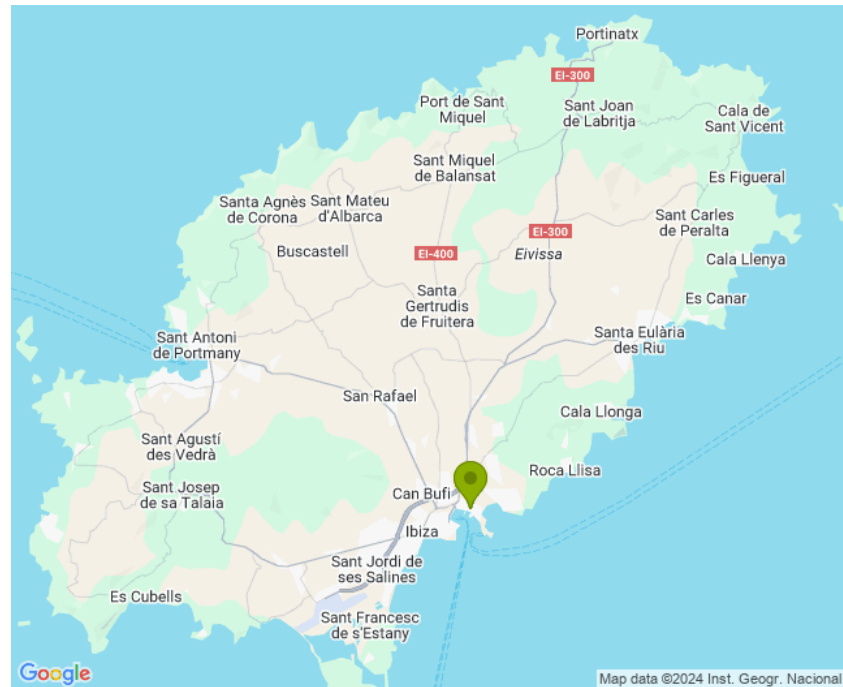 Portinatx
EI-300
Port de Sant
Miquel
Sant Joan
de Labritja
Cala de
Sant Vicent
Sant Miquel
de Balansat
Es Figueral
Santa Agnès
de Corona
Sant Mateu
d'Albarca
Sant Carles
de Peralta
EI-300
Buscastell
EI-400
Eivissa
Cala Llenya
Santa
Gertrudis
de Fruitera
Es Canar
Sant Antoni
de Portmany
Santa Eulària
des Riu
San Rafael
Cala Llonga
Sant Agustí
des Vedrà
Roca Llisa
Sant Josep
de sa Talaia
Can Bufí
Ibiza
Sant Jordi de
ses Salines
Es Cubells
Sant Francesc
de s'Estany
Google
Map data ©2024 Inst. Geogr. Nacional